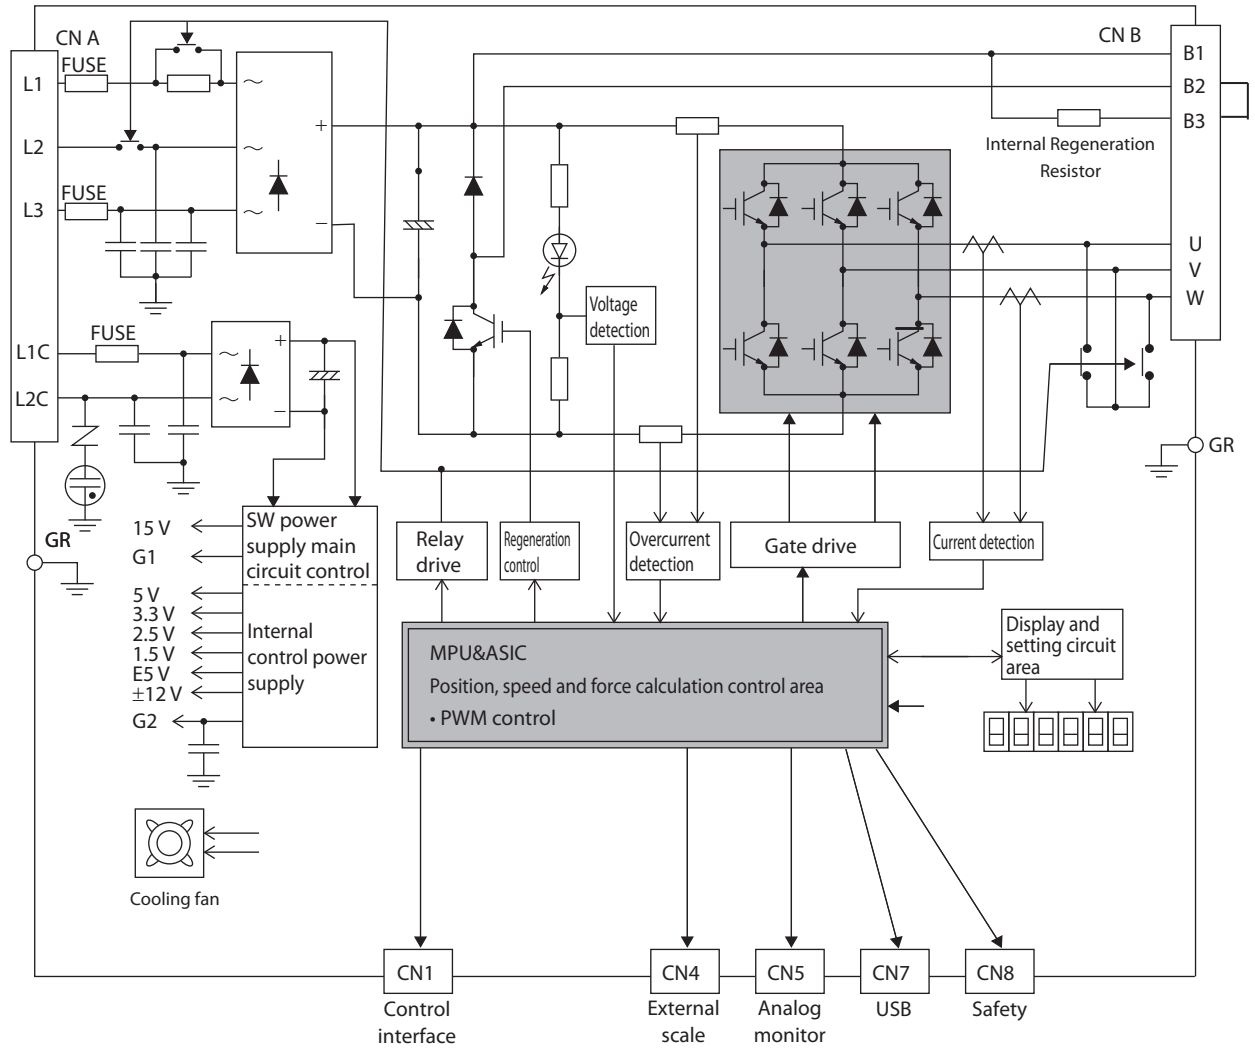 CN A
CN B
FUSE
L1
L2
FUSE
L3
+
−
B1
B2
B3
Internal Regeneration
Resistor
U
V
W
Voltage
detection
FUSE
L1C
L2C
+
−
GR
GR
SW power
supply main
circuit control
Internal
control power
supply
15 V
G1
5 V
3.3 V
2.5 V
1.5 V
E5 V
±12 V
G2
Relay
drive
Regeneration
control
Overcurrent
detection
Gate drive
Current detection
MPU&ASIC
Position, speed and force calculation control area
• PWM control
Display and
setting circuit
area
Cooling fan
CN1
Control
interface
CN4
External
scale
CN5
Analog
monitor
CN7
USB
CN8
Safety